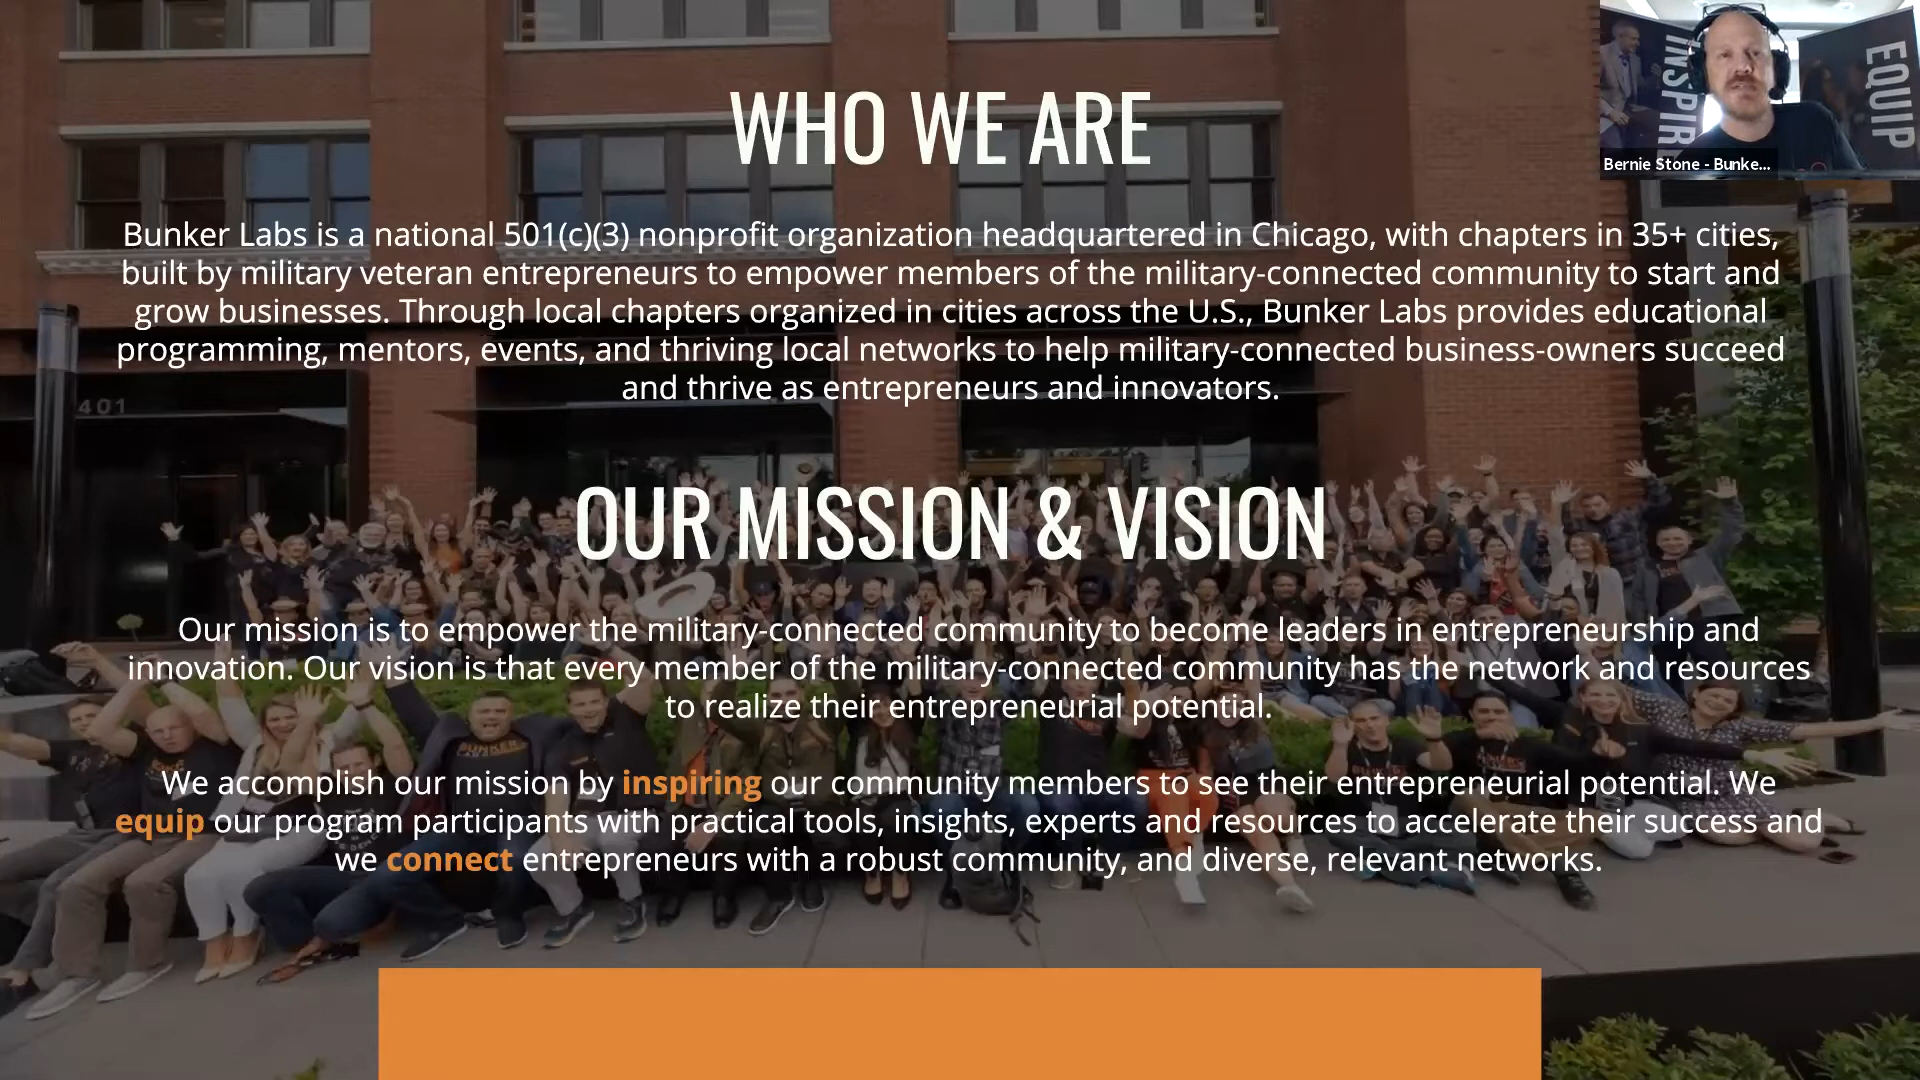 WHO WE ARE
INSPIR
EQUIP
Bernie Stone - Bunke...
Bunker Labs is a national 501(c)(3) nonprofit organization headquartered in Chicago, with chapters in 35+ cities,
built by military veteran entrepreneurs to empower members of the military-connected community to start and
grow businesses. Through local chapters organized in cities across the U.S., Bunker Labs provides educational
programming, mentors, events, and thriving local networks to help military-connected business-owners succeed
and thrive as entrepreneurs and innovators.
401
OUR MISSION & VISION
Our mission is to empower the military-connected community to become leaders in entrepreneurship and
innovation. Our vision is that every member of the military-connected community has the network and resources
to realize their entrepreneurial potential.
BUNKER
We accomplish our mission by inspiring our community members to see their entrepreneurial potential. We
equip our program participants with practical tools, insights, experts and resources to accelerate their success and
we connect entrepreneurs with a robust community, and diverse, relevant networks.